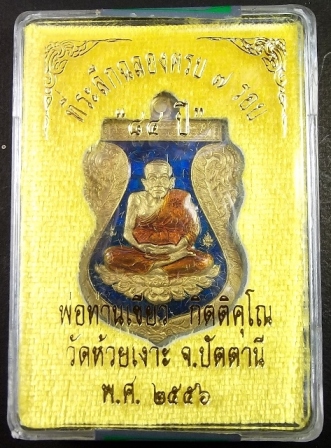 ที่ระลึกฉลองครบ ๗ รอบ
"๘๔ ปี"
พ่อท่านเขียว กิตติคุโณ
วัดห้วยเงาะ จ.ปัตตานี
พ.ศ. ๒๕๕๖